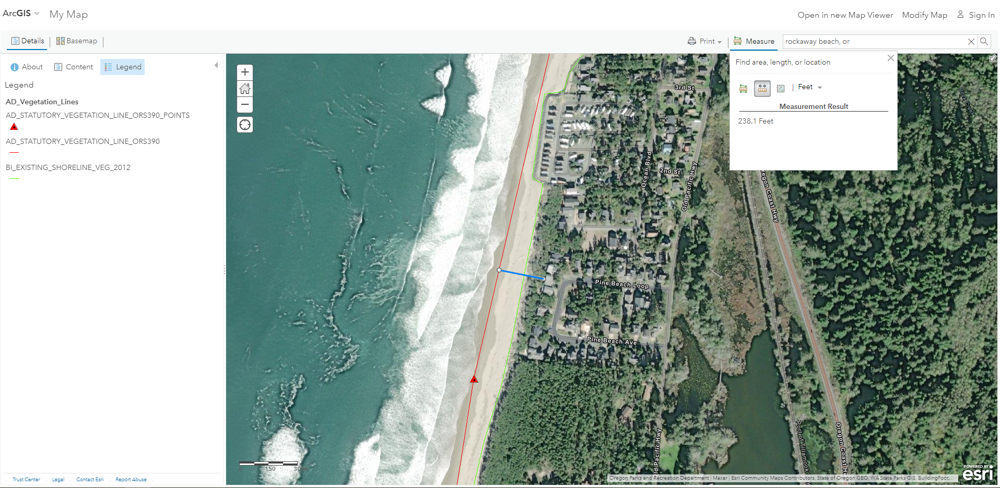 ArcGIS My Map
Open in new Map Viewer Modify Map Sign In
Details Basemap
Print Measure rockaway beach, or
About Content Legend
Legend
AD_Vegetation_Lines
AD_STATUTORY_VEGETATION_LINE_ORS390_POINTS
AD_STATUTORY_VEGETATION_LINE_ORS390
BI_EXISTING_SHORELINE_VEG_2012
Find area, length, or location
Feet
Measurement Result
238.1 Feet
3rd St
Rock Creek
Ocean Blvd
2nd St
Old Pacific Hwy
Oregon Coast Hwy
Pine Beach Loop
Pine Beach Ave
Old Pacific Hwy
Port of Tillamook
Oregon Coast
150
Trust Center Legal Contact Esri Report Abuse
Oregon Parks and Recreation Department | Maxar | Esri Community Maps Contributors, State of Oregon GEO, WA State Parks GIS, BuildingFoot...
POWERED BY
esri